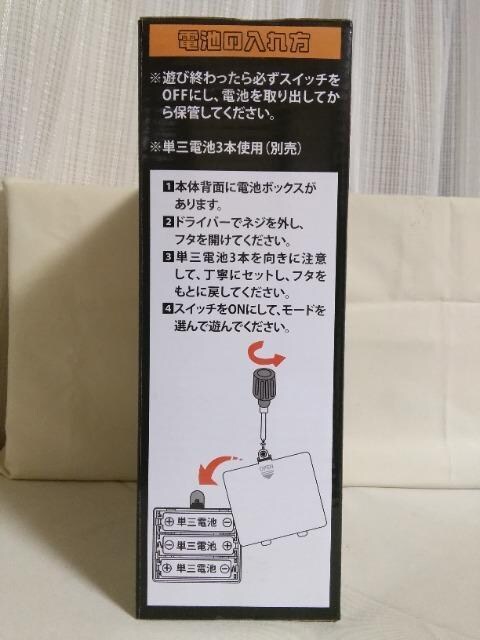 電池の入れ方
※遊び終わったら必ずスイッチを
OFFにし、電池を取り出してか
ら保管してください。
※単三電池3本使用(別売)
1 本体背面に電池ボックスが
あります。
2 ドライバーでネジを外し、
フタを開けてください。
3 単三電池3本を向きに注意
して、丁寧にセットし、フタを
もとに戻してください。
4 スイッチをONにして、モードを
選んで遊んでください。
OPEN
⊕ 単三電池 ⊖
⊖ 単三電池 ⊕
⊕ 単三電池 ⊖